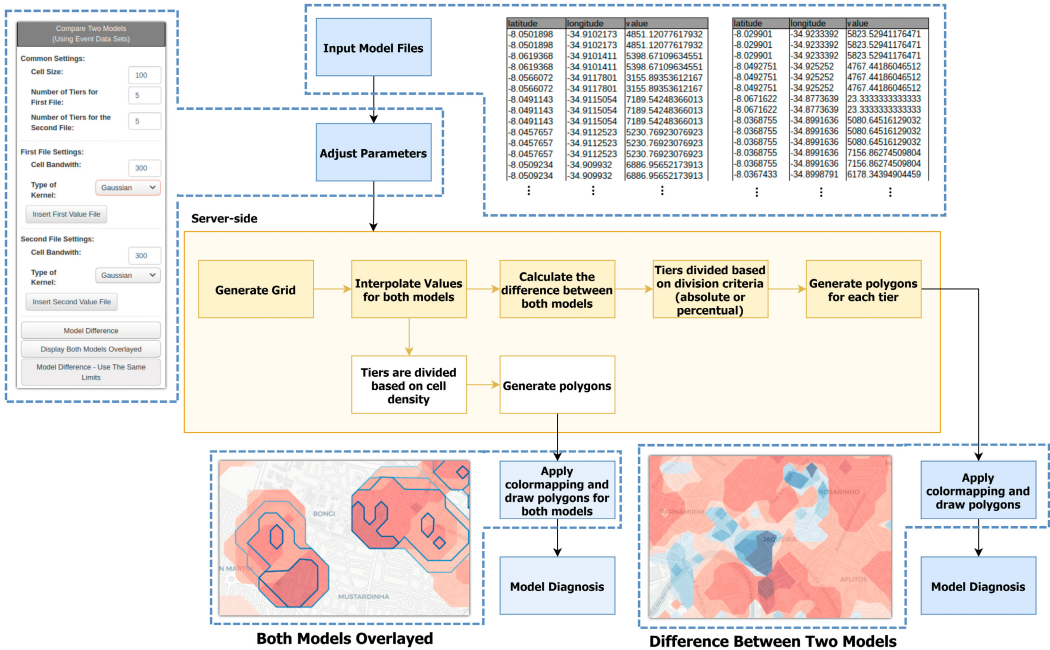 Compare Two Models
(Using Event Data Sets)
Common Settings:
Cell Size:
100
Number of Tiers for
First File:
5
Number of Tiers for the
Second File:
5
First File Settings:
Cell Bandwith:
300
Type of
Kernel:
Gaussian
Insert First Value File
Second File Settings:
Cell Bandwith:
300
Type of
Kernel:
Gaussian
Insert Second Value File
Model Difference
Display Both Models Overlayed
Model Difference - Use The Same
Limits
Input Model Files
Adjust Parameters
latitude longitude value
-8.0501898 -34.9102173 4851.12077617932
-8.0501898 -34.9102173 4851.12077617932
-8.0619368 -34.9101411 5398.67109634551
-8.0619368 -34.9101411 5398.67109634551
-8.0566072 -34.9117801 3155.89353612167
-8.0566072 -34.9117801 3155.89353612167
-8.0491143 -34.9115054 7189.54248366013
-8.0491143 -34.9115054 7189.54248366013
-8.0491143 -34.9115054 7189.54248366013
-8.0457657 -34.9112523 5230.76923076923
-8.0457657 -34.9112523 5230.76923076923
-8.0457657 -34.9112523 5230.76923076923
-8.0509234 -34.909932 6886.95652173913
-8.0509234 -34.909932 6886.95652173913
latitude longitude value
-8.029901 -34.9233392 5823.52941176471
-8.029901 -34.9233392 5823.52941176471
-8.029901 -34.9233392 5823.52941176471
-8.0492751 -34.925252 4767.44186046512
-8.0492751 -34.925252 4767.44186046512
-8.0492751 -34.925252 4767.44186046512
-8.0671622 -34.8773639 23.3333333333333
-8.0671622 -34.8773639 23.3333333333333
-8.0368755 -34.8991636 5080.64516129032
-8.0368755 -34.8991636 5080.64516129032
-8.0368755 -34.8991636 5080.64516129032
-8.0368755 -34.8991636 7156.86274509804
-8.0368755 -34.8991636 7156.86274509804
-8.0367433 -34.8998791 6178.34394904459
Server-side
Generate Grid
Interpolate Values
for both models
Calculate the
difference between
both models
Tiers divided based
on division criteria
(absolute or
percentual)
Generate polygons
for each tier
Tiers are divided
based on cell
density
Generate polygons
BONGI
N MARTIN
MUSTARDINHA
Both Models Overlayed
Apply
colormapping and
draw polygons for
both models
Model Diagnosis
ROSARINHO
ARNAMIRIM
JAQUEIRA
AFLITOS
Difference Between Two Models
Apply
colormapping and
draw polygons
Model Diagnosis